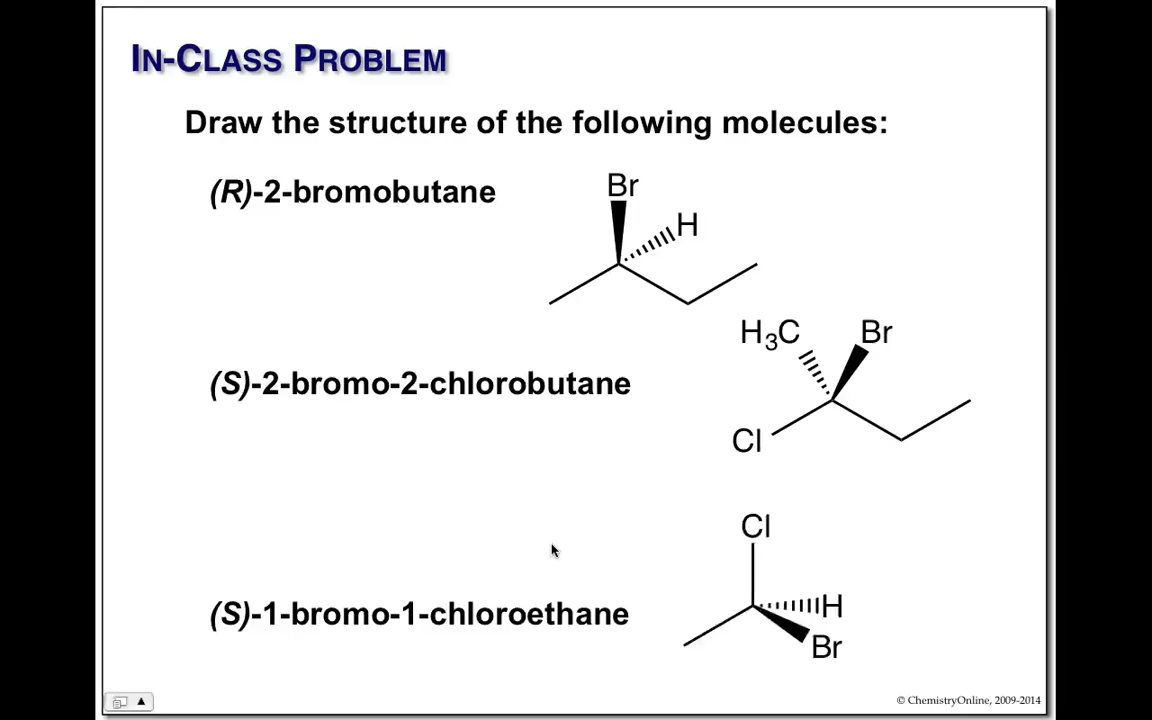 IN-CLASS PROBLEM
Draw the structure of the following molecules:
(R)-2-bromobutane
Br
H
H₃C
Br
(S)-2-bromo-2-chlorobutane
Cl
Cl
(S)-1-bromo-1-chloroethane
H
Br
© ChemistryOnline, 2009-2014